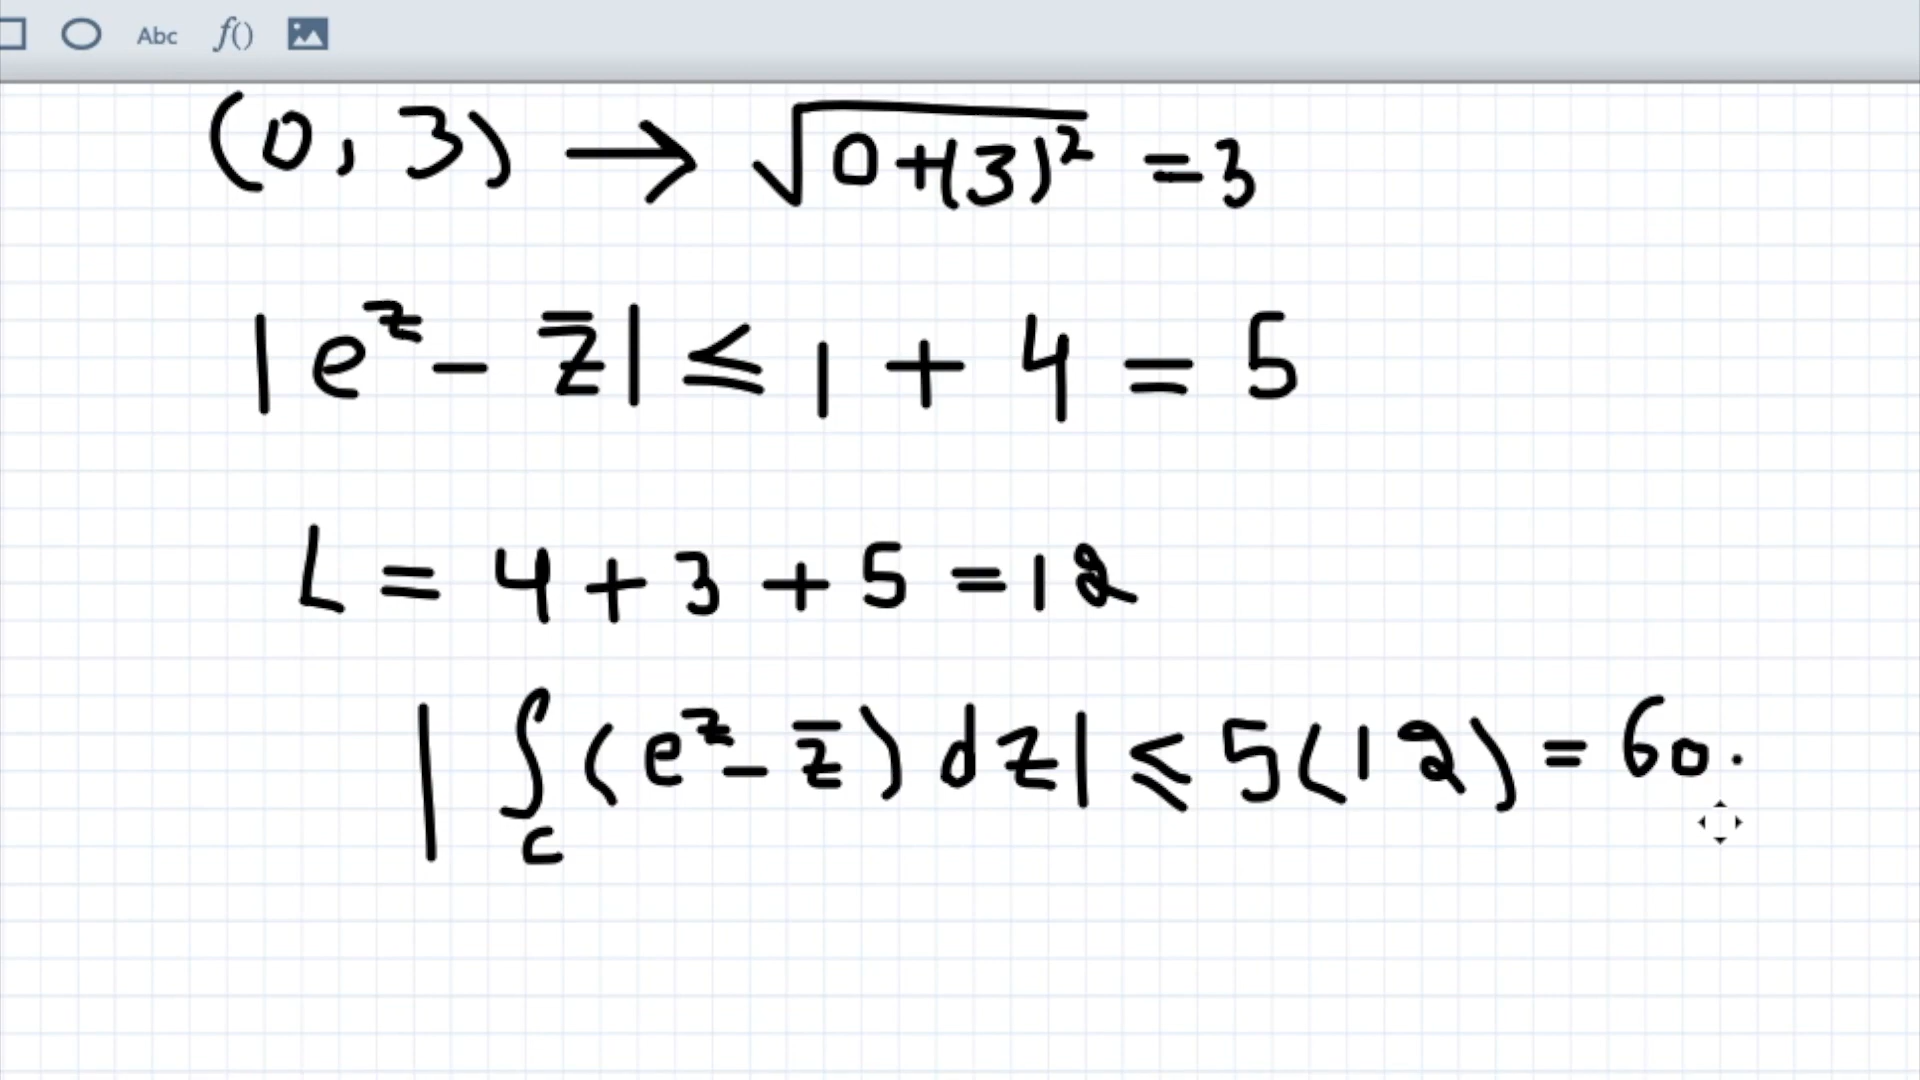 Abc f()
(0, 3) → √(0+(3)²) = 3
|e^z - z̅| ≤ 1 + 4 = 5
L = 4 + 3 + 5 = 12
|∫_C (e^z - z̅) dz| ≤ 5(12) = 60.